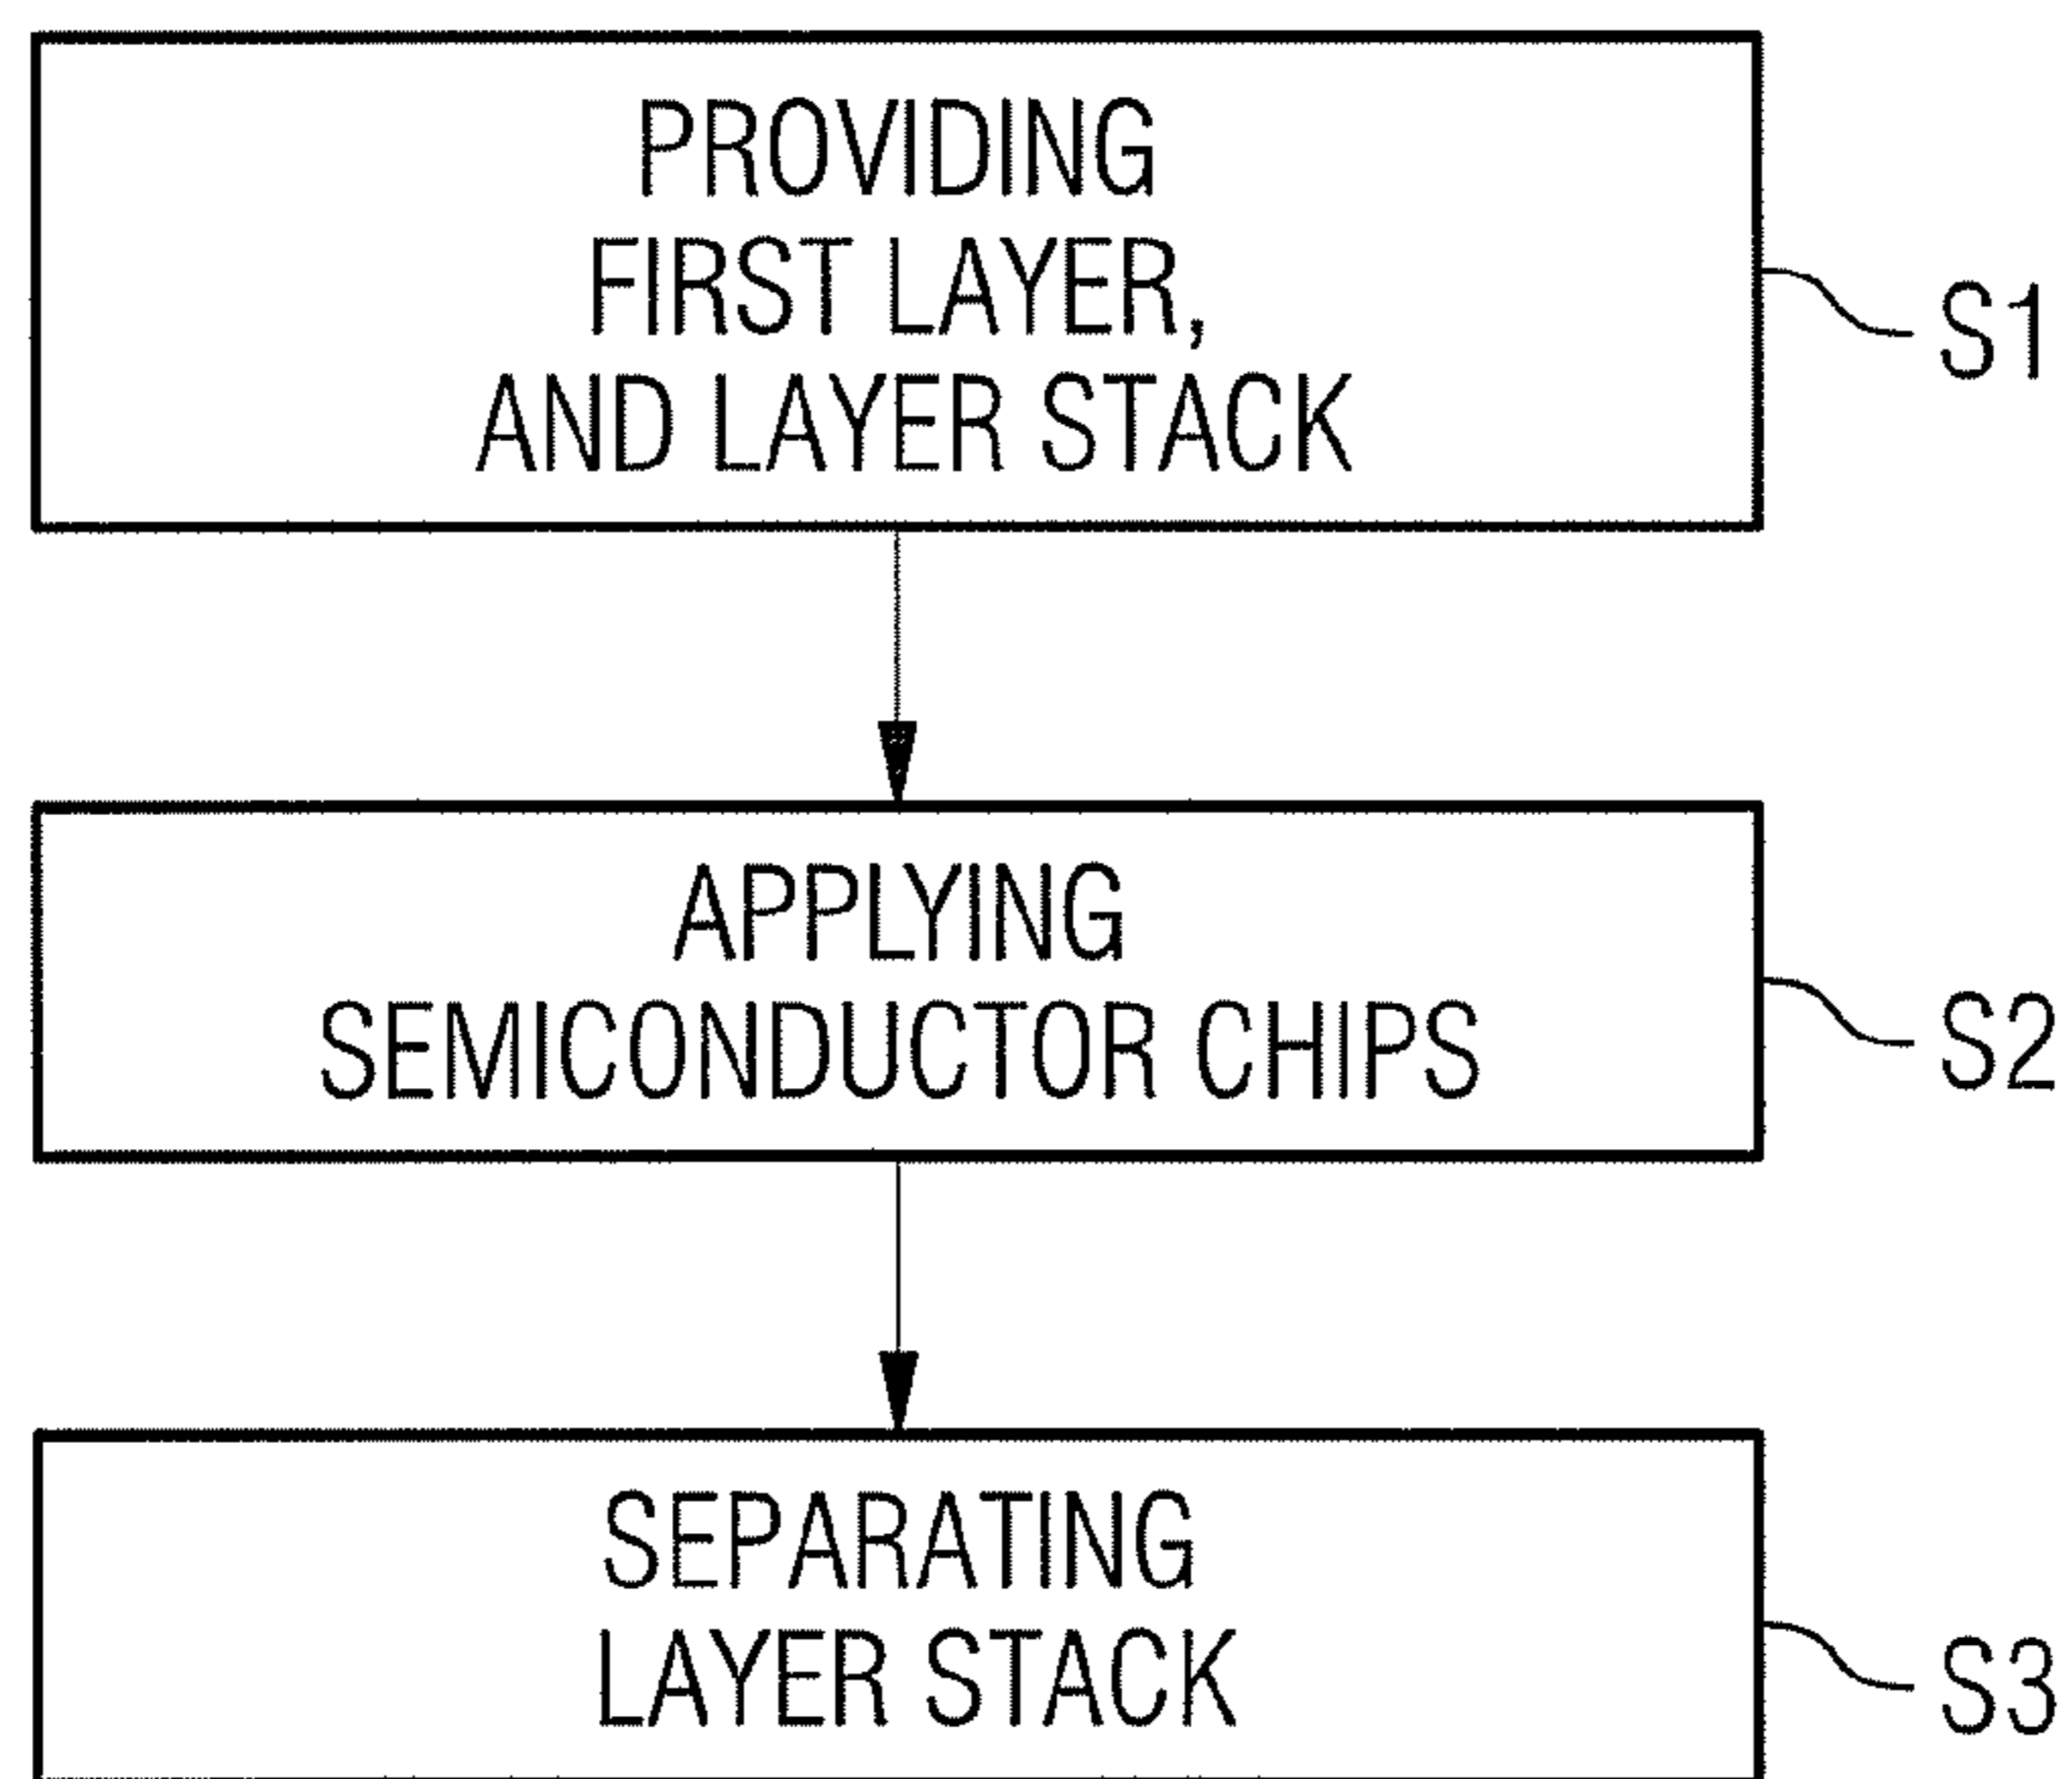 PROVIDING
FIRST LAYER,
AND LAYER STACK
S1
APPLYING
SEMICONDUCTOR CHIPS
S2
SEPARATING
LAYER STACK
S3